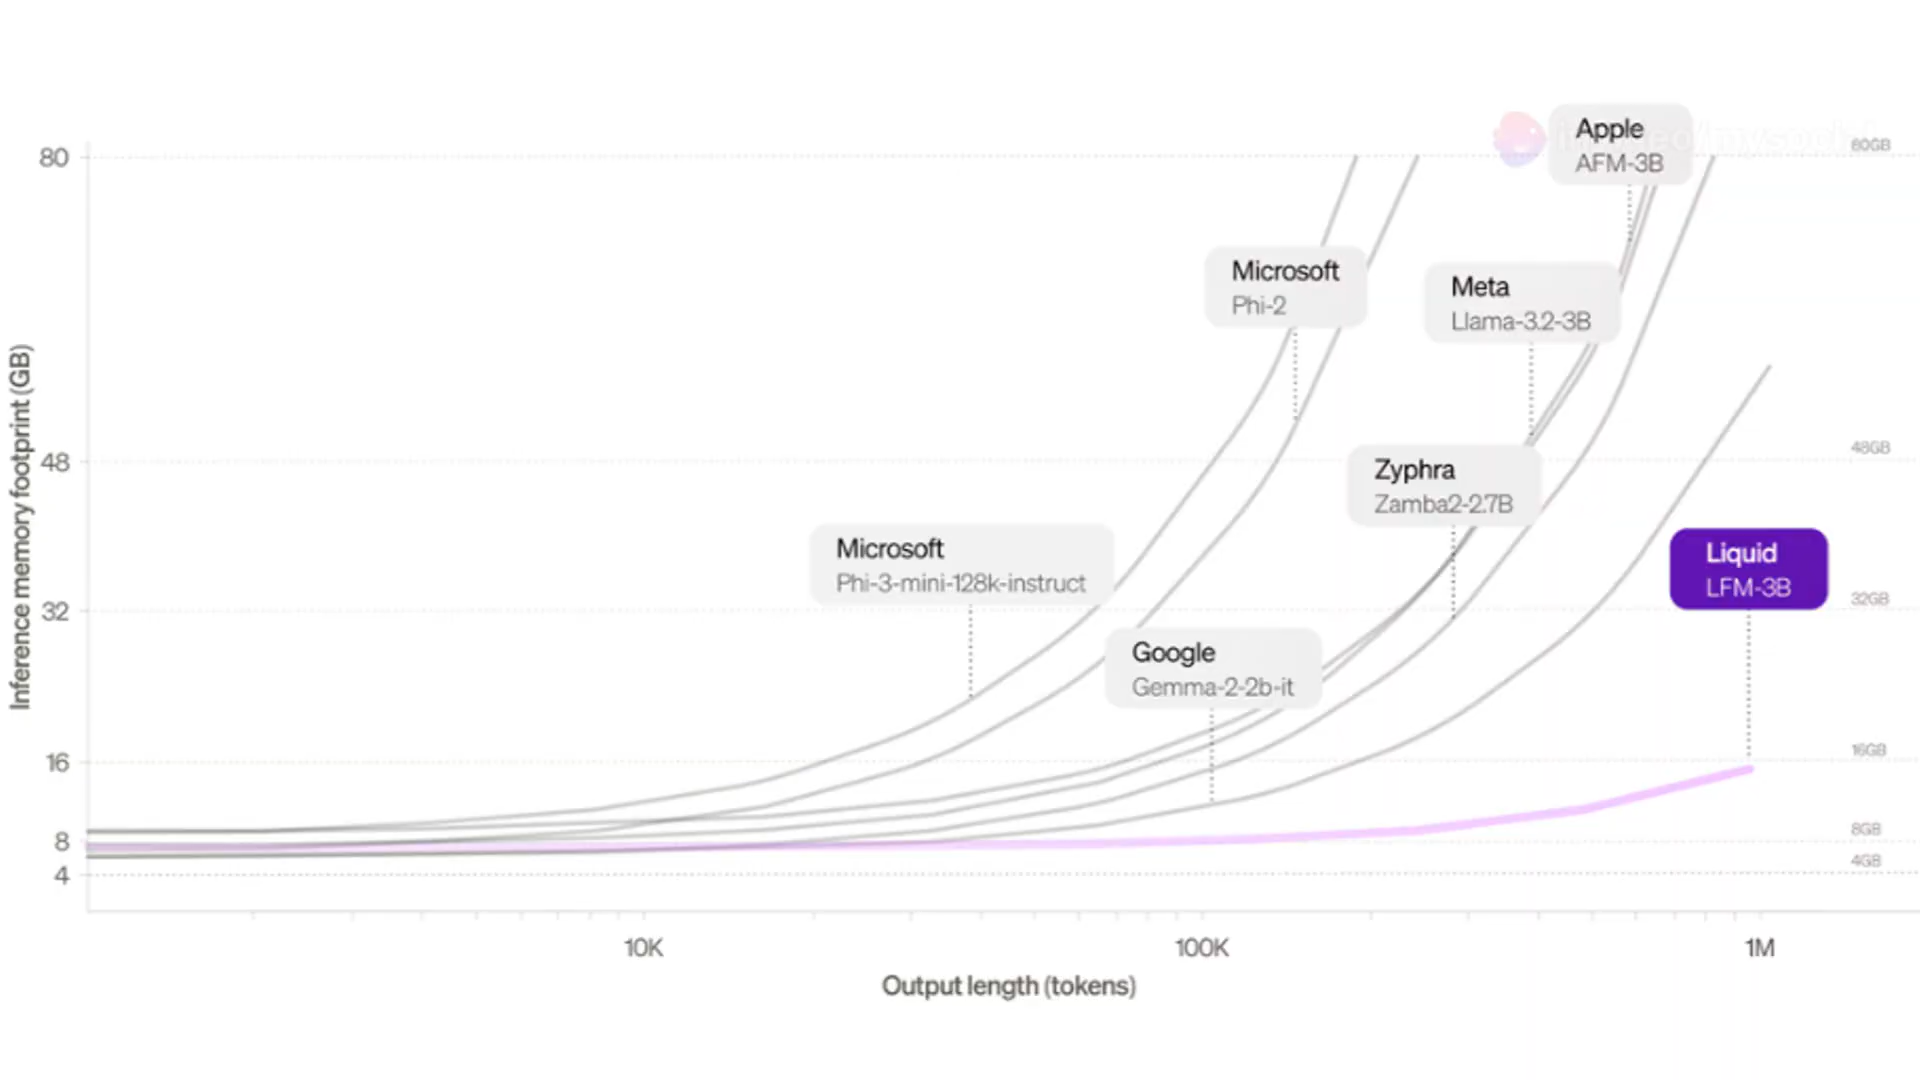 Apple
AFM-3B
80
80GB
Microsoft
Phi-2
Meta
Llama-3.2-3B
48
48GB
Zyphra
Zamba2-2.7B
Microsoft
Phi-3-mini-128k-instruct
Liquid
LFM-3B
32
32GB
Google
Gemma-2-2b-it
16
16GB
8
8GB
4
4GB
Inference memory footprint (GB)
10K
100K
1M
Output length (tokens)